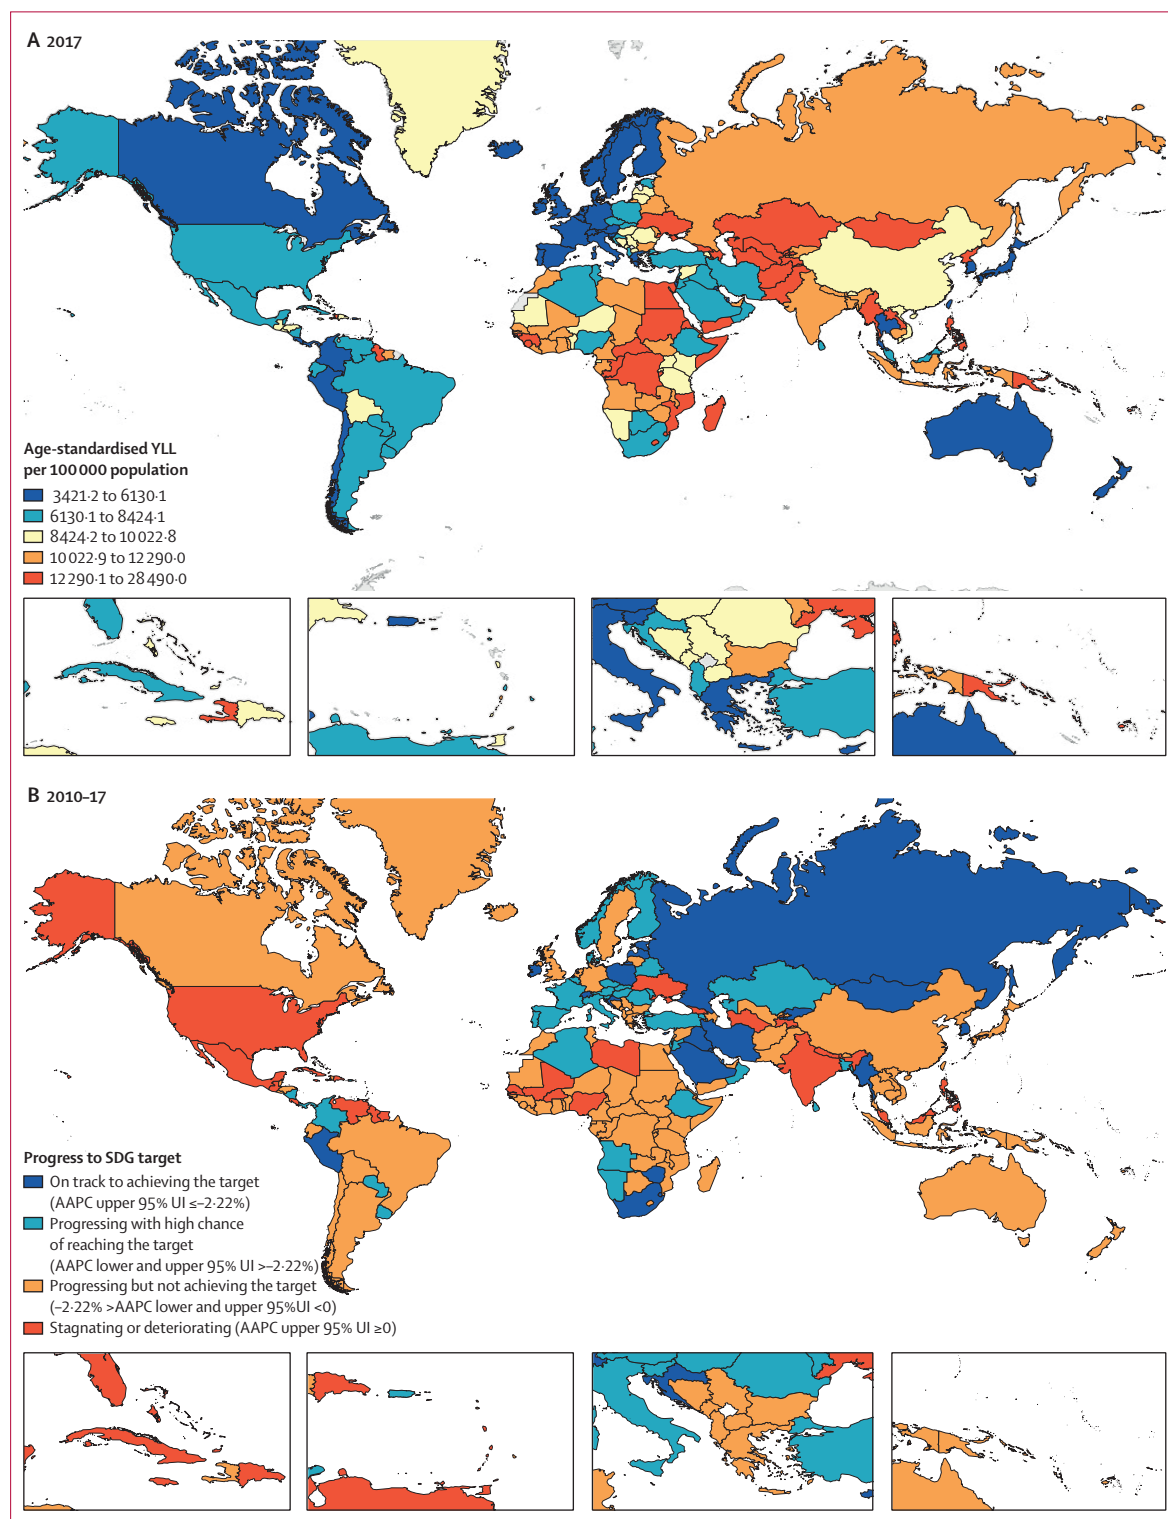 A 2017
Age-standardised YLL
per 100 000 population
3421·2 to 6130·1
6130·1 to 8424·1
8424·2 to 10 022·8
10 022·9 to 12 290·0
12 290·1 to 28 490·0
B 2010–17
Progress to SDG target
On track to achieving the target
(AAPC upper 95% UI ≤–2·22%)
Progressing with high chance
of reaching the target
(AAPC lower and upper 95% UI >–2·22%)
Progressing but not achieving the target
(–2·22% >AAPC lower and upper 95%UI <0)
Stagnating or deteriorating (AAPC upper 95% UI ≥0)